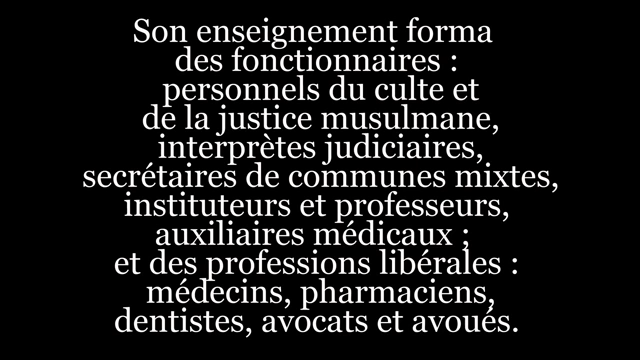 Son enseignement forma
des fonctionnaires :
personnels du culte et
de la justice musulmane,
interprètes judiciaires,
secrétaires de communes mixtes,
instituteurs et professeurs,
auxiliaires médicaux ;
et des professions libérales :
médecins, pharmaciens,
dentistes, avocats et avoués.